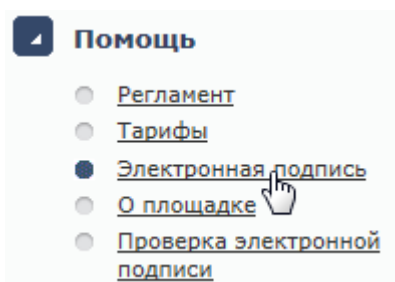 Помощь
Регламент
Тарифы
Электронная подпись
О площадке
Проверка электронной
подписи